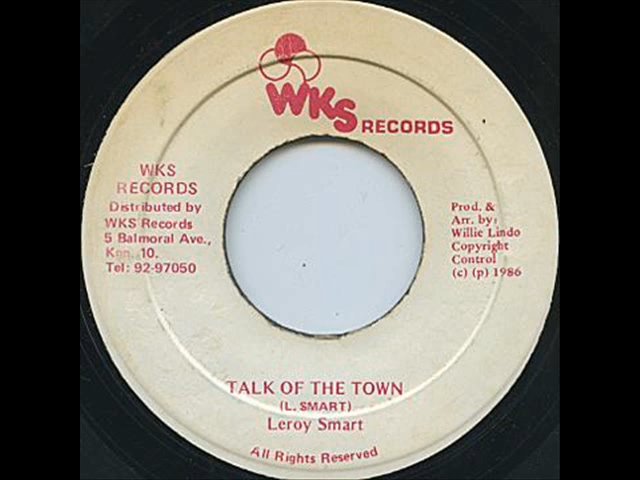 WKS RECORDS
WKS
RECORDS
Distributed by
WKS Records
5 Balmoral Ave.,
Kgn. 10.
Tel: 92-97050
Prod. &
Arr. by:
Willie Lindo
Copyright
Control
(c) (p) 1986
TALK OF THE TOWN
(L. SMART)
Leroy Smart
All Rights Reserved